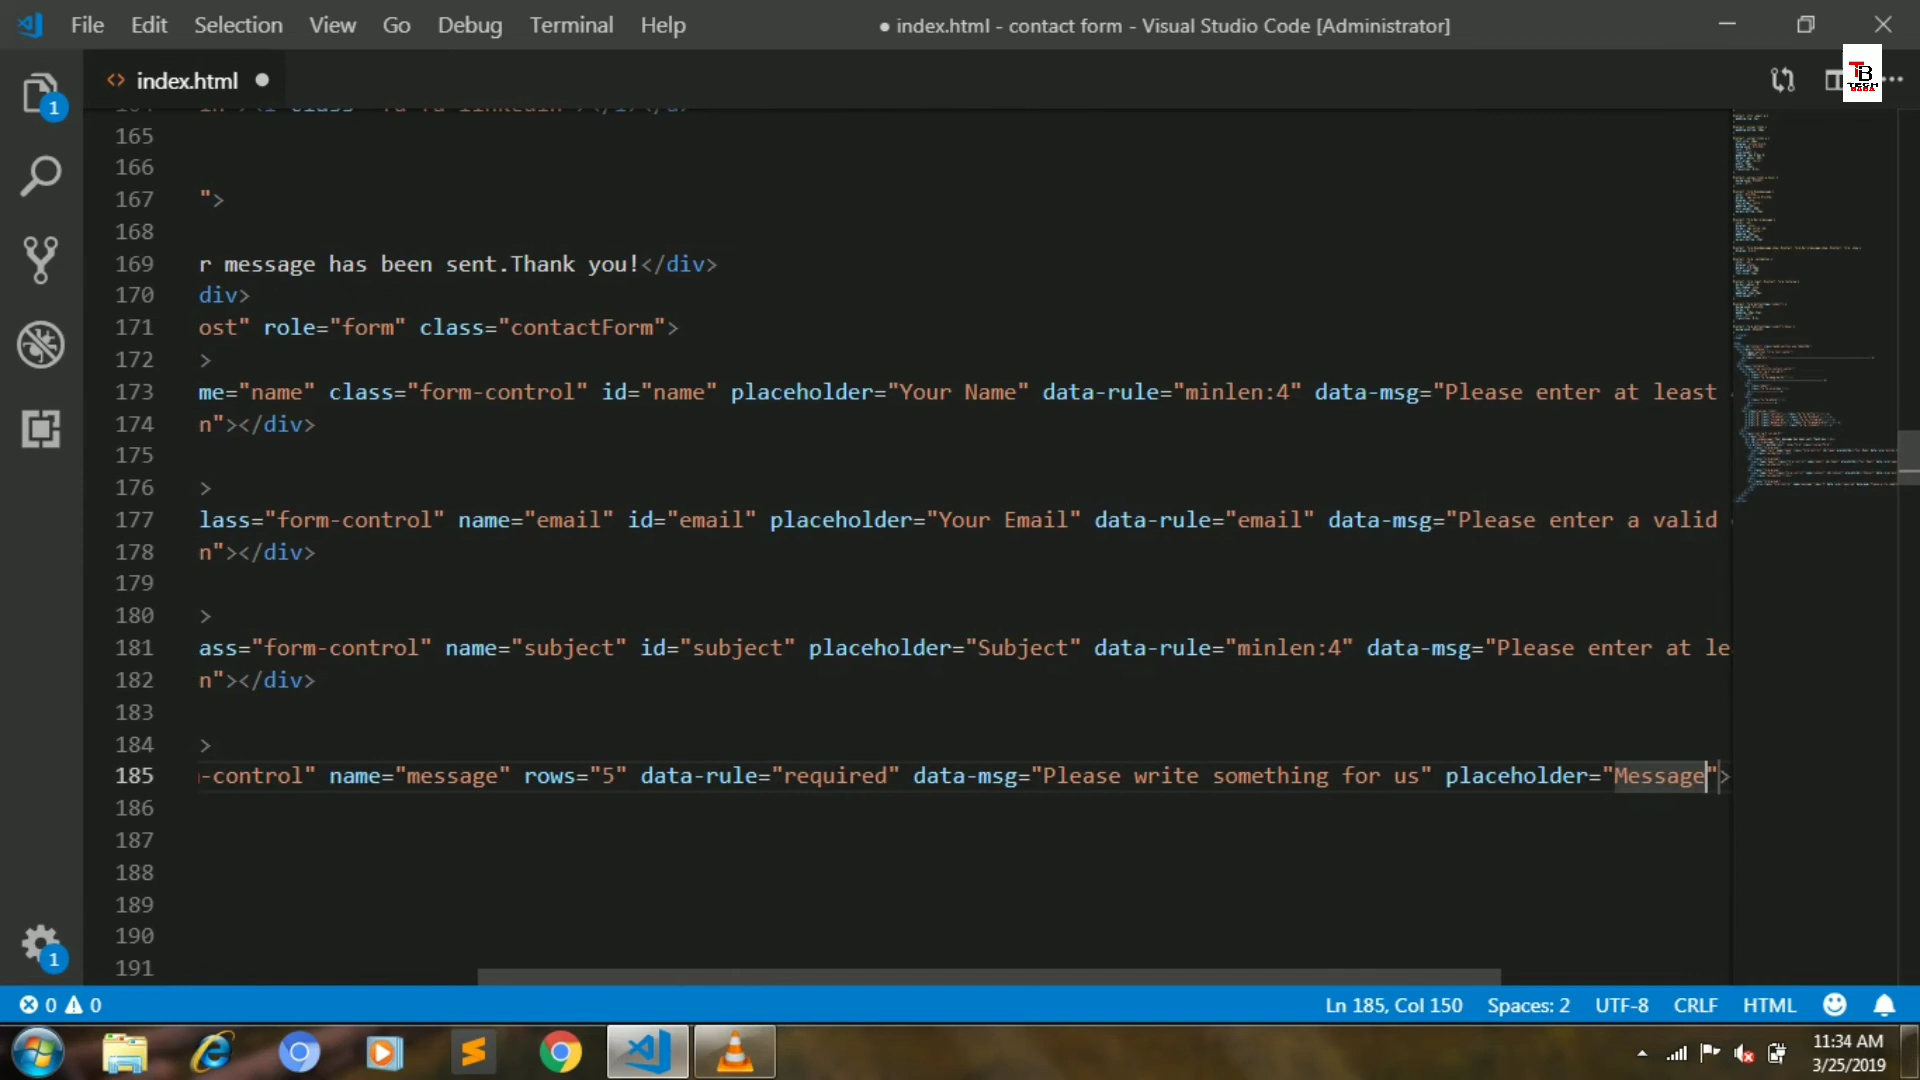 File Edit Selection View Go Debug Terminal Help
● index.html - contact form - Visual Studio Code [Administrator]
1
<> index.html ●
TB
TECH
BABA
165
166
167 ">
168
169 r message has been sent.Thank you!</div>
170 div>
171 ost" role="form" class="contactForm">
172 >
173 me="name" class="form-control" id="name" placeholder="Your Name" data-rule="minlen:4" data-msg="Please enter at least
174 n"></div>
175
176 >
177 lass="form-control" name="email" id="email" placeholder="Your Email" data-rule="email" data-msg="Please enter a valid
178 n"></div>
179
180 >
181 ass="form-control" name="subject" id="subject" placeholder="Subject" data-rule="minlen:4" data-msg="Please enter at le
182 n"></div>
183
184 >
185 -control" name="message" rows="5" data-rule="required" data-msg="Please write something for us" placeholder="Message">
186
187
188
189
190
191
1
0 0
Ln 185, Col 150 Spaces: 2 UTF-8 CRLF HTML
11:34 AM
3/25/2019